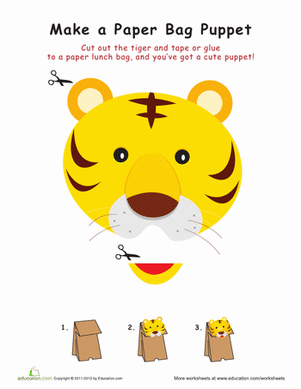 Make a Paper Bag Puppet
Cut out the tiger and tape or glue
to a paper lunch bag, and you've got a cute puppet!
1.
2.
3.
education.com
Copyright © 2011-2012 by Education.com
More worksheets at www.education.com/worksheets